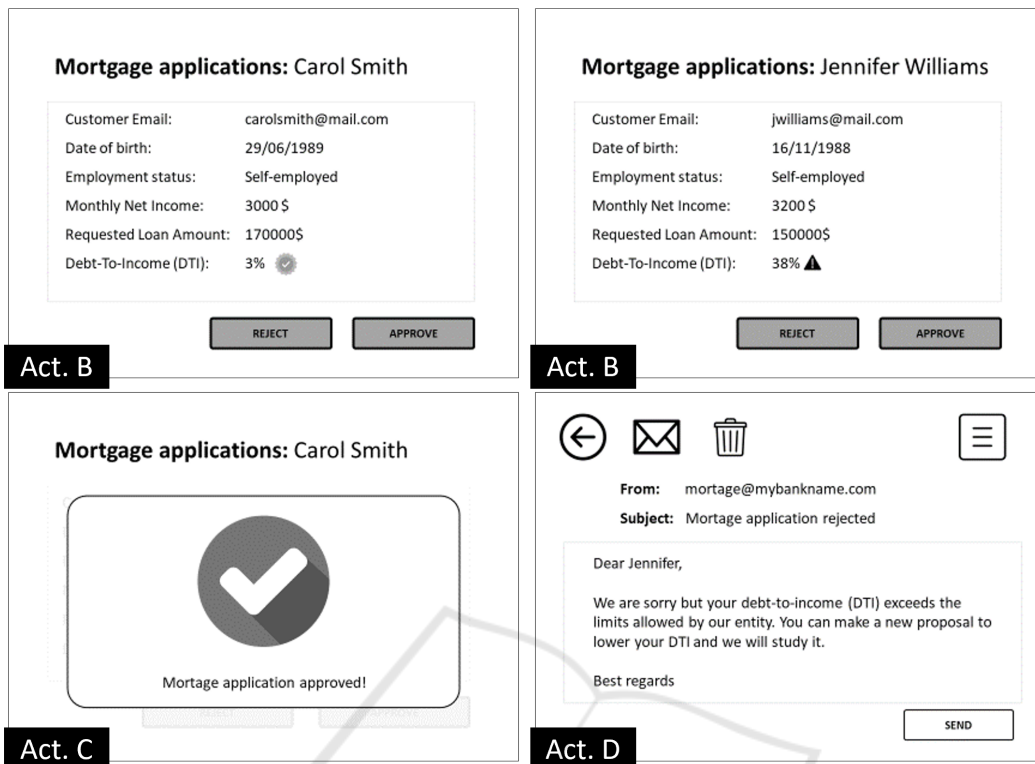 Mortgage applications: Carol Smith
Customer Email: carolsmith@mail.com
Date of birth: 29/06/1989
Employment status: Self-employed
Monthly Net Income: 3000 $
Requested Loan Amount: 170000$
Debt-To-Income (DTI): 3%
REJECT APPROVE
Act. B
Mortgage applications: Jennifer Williams
Customer Email: jwilliams@mail.com
Date of birth: 16/11/1988
Employment status: Self-employed
Monthly Net Income: 3200 $
Requested Loan Amount: 150000$
Debt-To-Income (DTI): 38%
REJECT APPROVE
Act. B
Mortgage applications: Carol Smith
Mortage application approved!
REJECT APPROVE
Act. C
From: mortage@mybankname.com
Subject: Mortage application rejected
Dear Jennifer,
We are sorry but your debt-to-income (DTI) exceeds the
limits allowed by our entity. You can make a new proposal to
lower your DTI and we will study it.
Best regards
SEND
Act. D